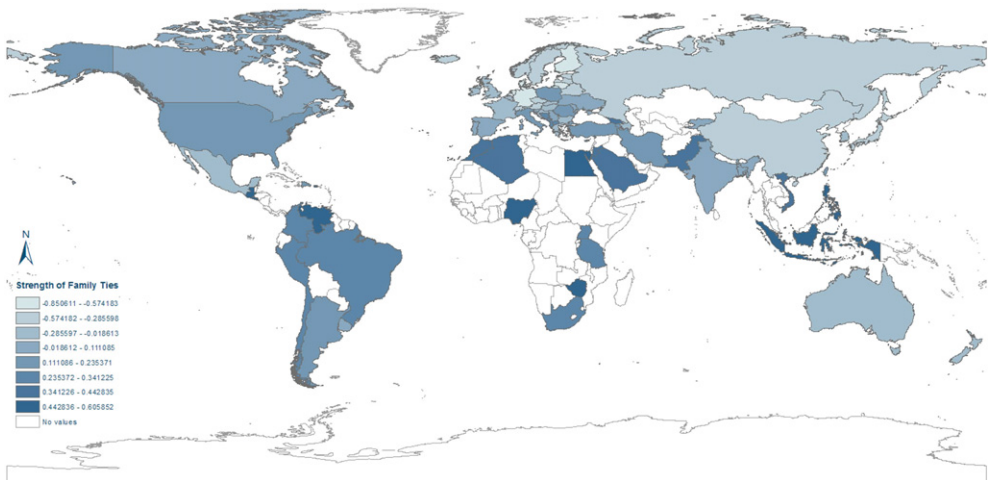 N
Strength of Family Ties
-0.850611 - -0.574183
-0.574182 - -0.285598
-0.285597 - -0.018613
-0.018612 - 0.111085
0.111086 - 0.235371
0.235372 - 0.341225
0.341226 - 0.442835
0.442836 - 0.605852
No values